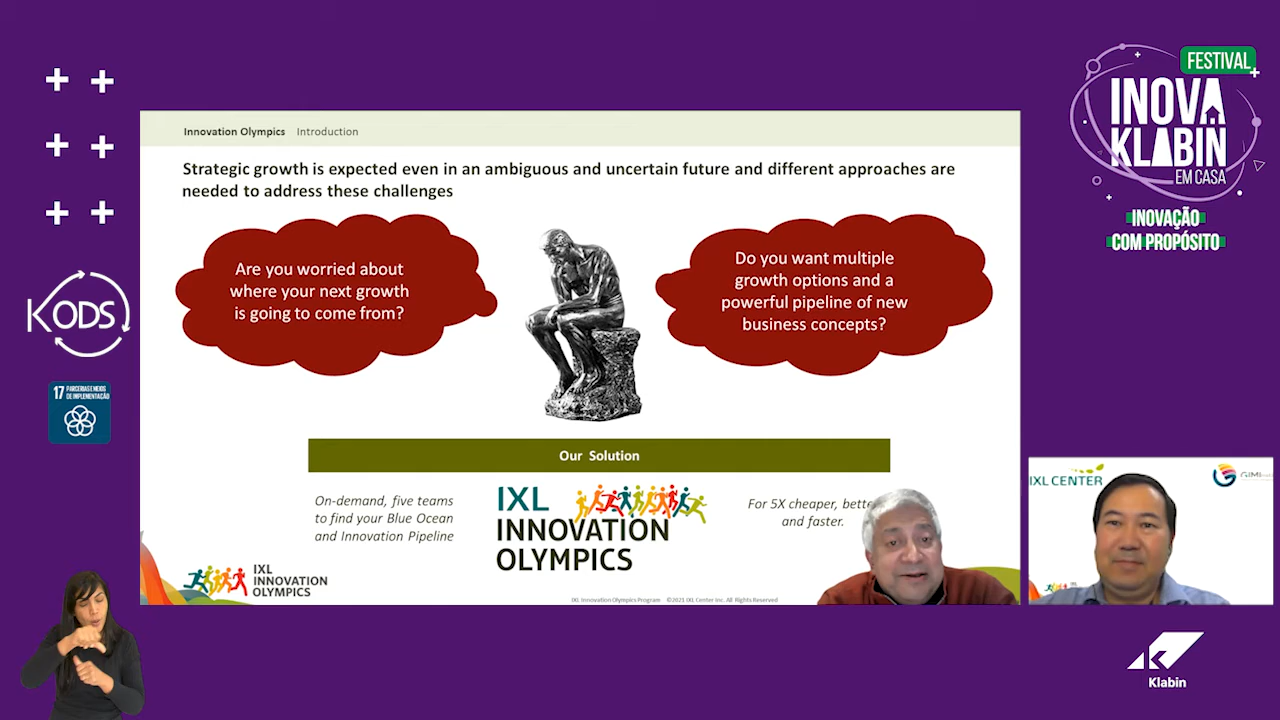 FESTIVAL
INOVA
KLABIN
EM CASA
INOVAÇÃO
COM PROPÓSITO
KODS
17 PARCERIAS E MEIOS
DE IMPLEMENTAÇÃO
Innovation Olympics Introduction
Strategic growth is expected even in an ambiguous and uncertain future and different approaches are
needed to address these challenges
Are you worried about
where your next growth
is going to come from?
Do you want multiple
growth options and a
powerful pipeline of new
business concepts?
Our Solution
On-demand, five teams
to find your Blue Ocean
and Innovation Pipeline
IXL
INNOVATION
OLYMPICS
For 5X cheaper,
and faster.
IXL
INNOVATION
OLYMPICS
IXL Innovation Olympics Program ©2021 IXL Center Inc. All Rights Reserved
IXL CENTER
GIMI
Klabin